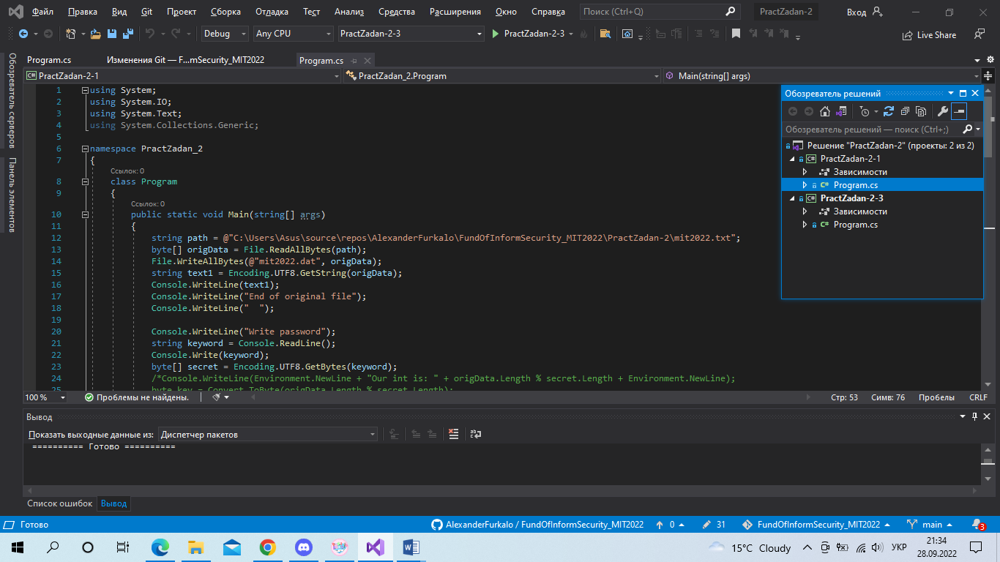 Файл Правка Вид Git Проект Сборка Отладка Тест Анализ Средства Расширения Окно Справка Поиск (Ctrl+Q) PractZadan-2 Вход
Debug Any CPU PractZadan-2-3 PractZadan-2-3 Live Share
Program.cs Изменения Git — F...mSecurity_MIT2022 Program.cs
PractZadan-2-1 PractZadan_2.Program Main(string[] args)
Обозреватель серверов
Панель элементов
1 using System;
2 using System.IO;
3 using System.Text;
4 using System.Collections.Generic;
5
6 namespace PractZadan_2
7 {
Ссылок: 0
8 class Program
9 {
Ссылок: 0
10 public static void Main(string[] args)
11 {
12 string path = @"C:\Users\Asus\source\repos\AlexanderFurkalo\FundOfInformSecurity_MIT2022\PractZadan-2\mit2022.txt";
13 byte[] origData = File.ReadAllBytes(path);
14 File.WriteAllBytes(@"mit2022.dat", origData);
15 string text1 = Encoding.UTF8.GetString(origData);
16 Console.WriteLine(text1);
17 Console.WriteLine("End of original file");
18 Console.WriteLine("  ");
19
20 Console.WriteLine("Write password");
21 string keyword = Console.ReadLine();
22 Console.Write(keyword);
23 byte[] secret = Encoding.UTF8.GetBytes(keyword);
24 /*Console.WriteLine(Environment.NewLine + "Our int is: " + origData.Length % secret.Length + Environment.NewLine);
25 byte key = Convert.ToByte(origData.Length % secret.Length);
Обозреватель решений
Обозреватель решений — поиск (Ctrl+;)
Решение "PractZadan-2" (проекты: 2 из 2)
PractZadan-2-1
Зависимости
Program.cs
PractZadan-2-3
Зависимости
Program.cs
100 % Проблемы не найдены. Стр: 53 Симв: 76 Пробелы CRLF
Вывод
Показать выходные данные из: Диспетчер пакетов
========== Готово ==========
Список ошибок Вывод
Готово AlexanderFurkalo / FundOfInformSecurity_MIT2022 0 31 FundOfInformSecurity_MIT2022 main 3
15°C Cloudy УКР 21:34
28.09.2022